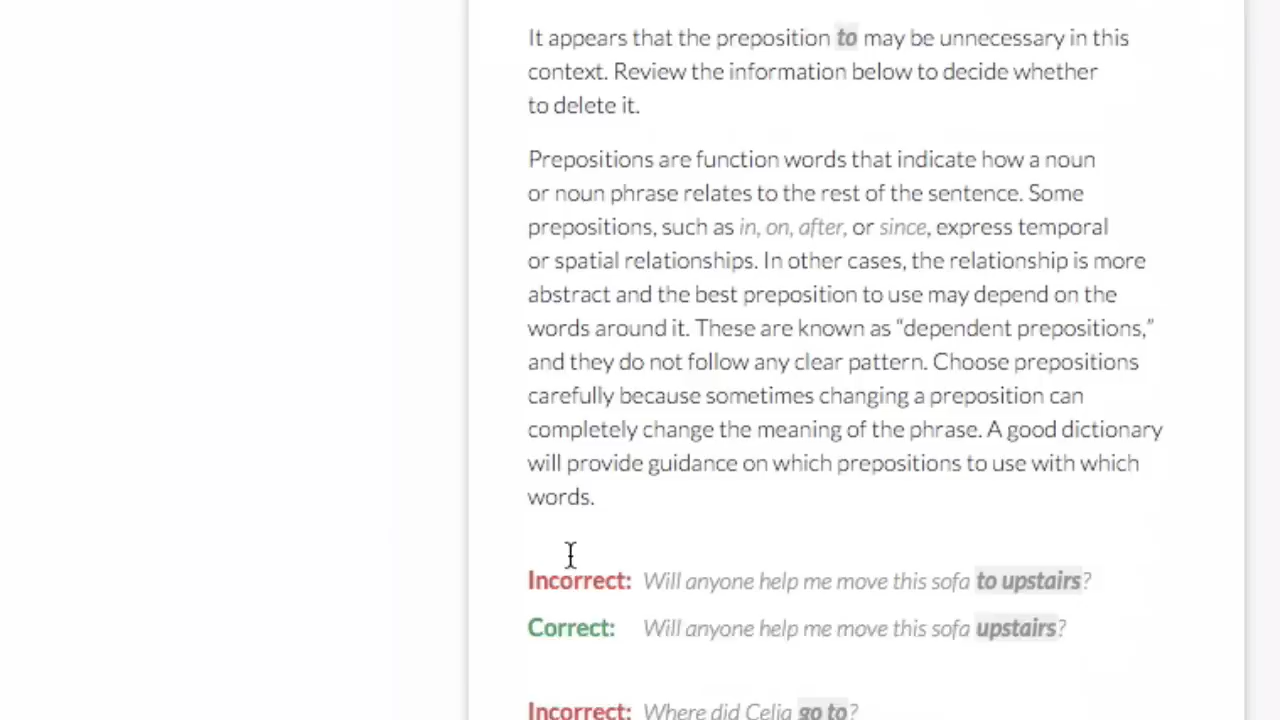 It appears that the preposition to may be unnecessary in this
context. Review the information below to decide whether
to delete it.
Prepositions are function words that indicate how a noun
or noun phrase relates to the rest of the sentence. Some
prepositions, such as in, on, after, or since, express temporal
or spatial relationships. In other cases, the relationship is more
abstract and the best preposition to use may depend on the
words around it. These are known as “dependent prepositions,”
and they do not follow any clear pattern. Choose prepositions
carefully because sometimes changing a preposition can
completely change the meaning of the phrase. A good dictionary
will provide guidance on which prepositions to use with which
words.
Incorrect: Will anyone help me move this sofa to upstairs?
Correct: Will anyone help me move this sofa upstairs?
Incorrect: Where did Celia go to?